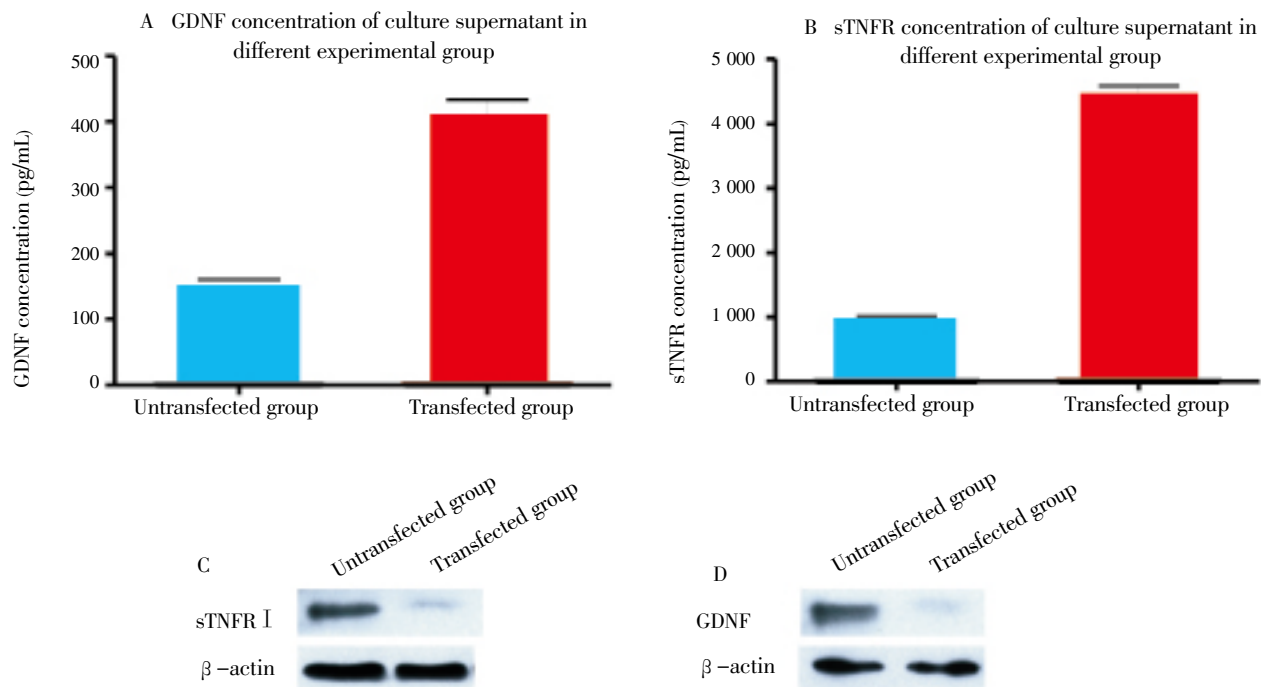 A GDNF concentration of culture supernatant in
different experimental group
GDNF concentration (pg/mL)
500
400
300
200
100
0
Untransfected group
Transfected group
B sTNFR concentration of culture supernatant in
different experimental group
sTNFR concentration (pg/mL)
5 000
4 000
3 000
2 000
1 000
0
Untransfected group
Transfected group
C
Untransfected group
Transfected group
sTNFR I
β-actin
D
Untransfected group
Transfected group
GDNF
β-actin